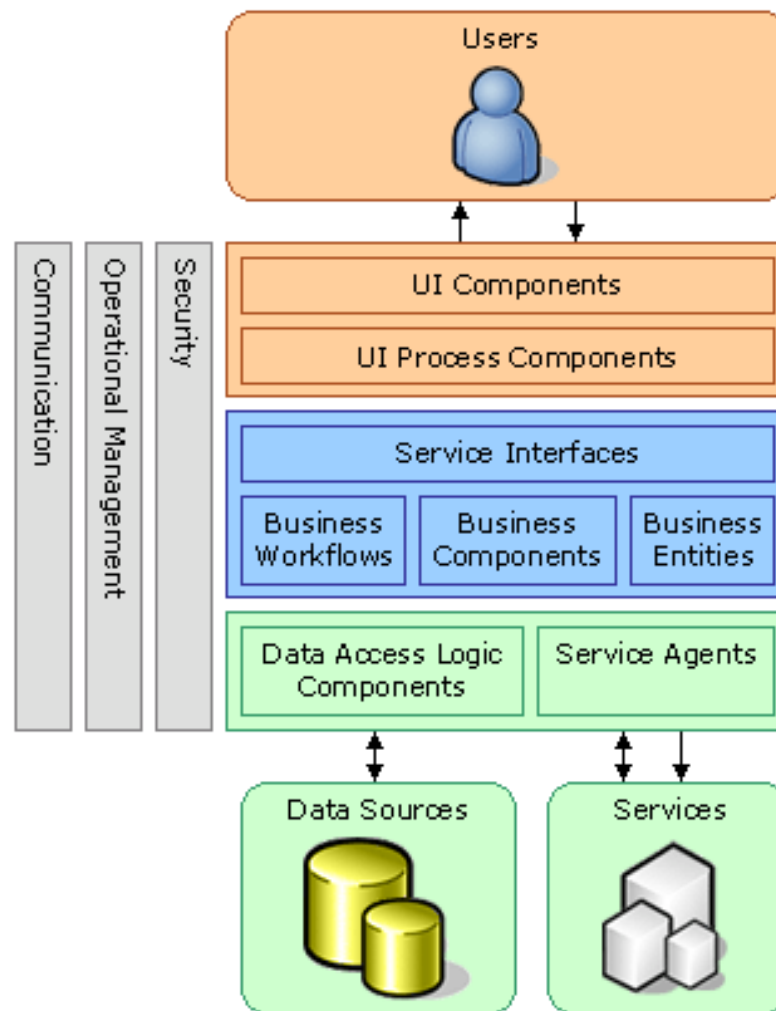 Users
Communication
Operational Management
Security
UI Components
UI Process Components
Service Interfaces
Business
Workflows
Business
Components
Business
Entities
Data Access Logic
Components
Service Agents
Data Sources
Services